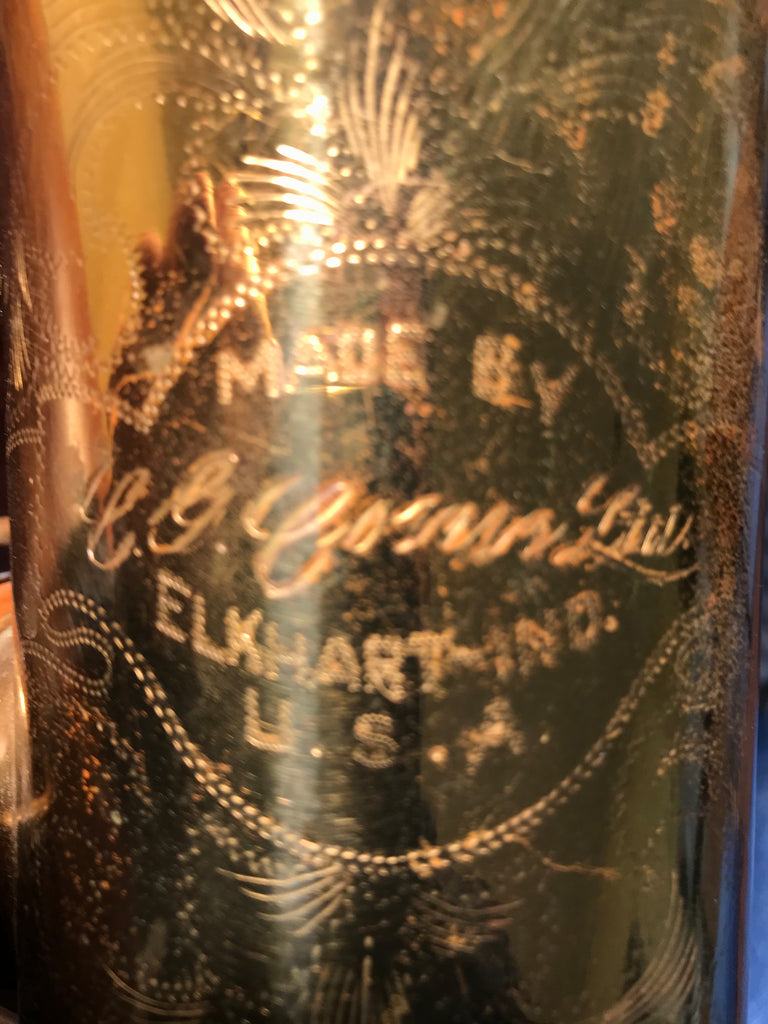 MADE BY
C. G. Conn, Ltd.
ELKHART-IND.
U.S.A.